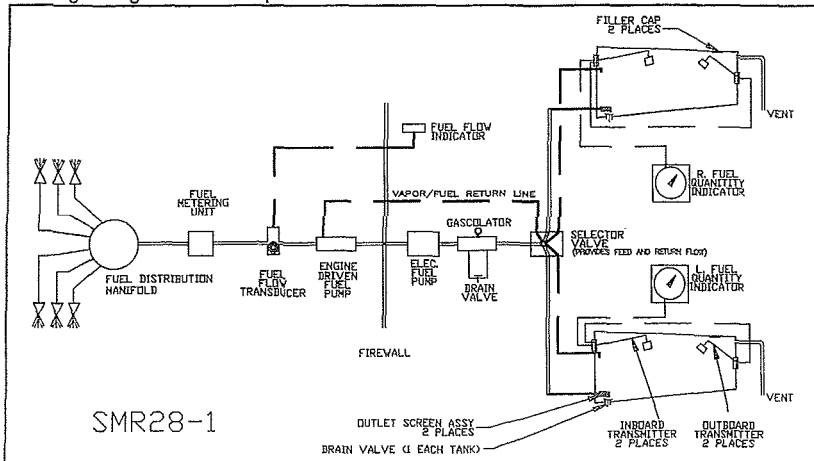 FILLER CAP
2 PLACES
VENT
FUEL FLOW
INDICATOR
R. FUEL
QUANTITY
INDICATOR
VAPOR/FUEL RETURN LINE
FUEL
METERING
UNIT
GASCOLATOR
SELECTOR
VALVE
(PROVIDES FEED AND RETURN FLOW)
FUEL DISTRIBUTION
MANIFOLD
FUEL
FLOW
TRANSDUCER
ENGINE
DRIVEN
FUEL
PUMP
ELEC.
FUEL
PUMP
DRAIN
VALVE
L. FUEL
QUANTITY
INDICATOR
FIREWALL
VENT
SMR28-1
OUTLET SCREEN ASSY
2 PLACES
DRAIN VALVE (1 EACH TANK)
INBOARD
TRANSMITTER
2 PLACES
OUTBOARD
TRANSMITTER
2 PLACES